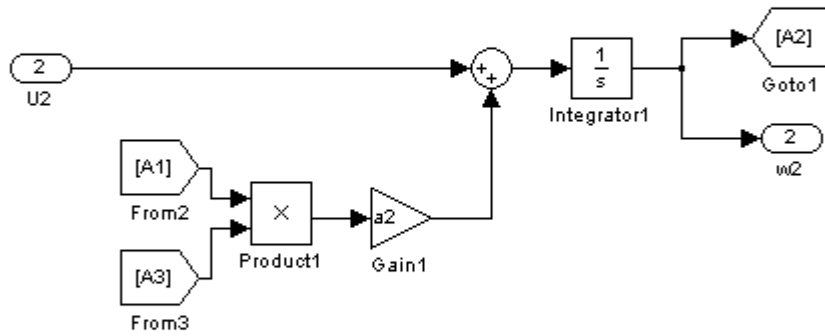 [A2]
Goto1
2
U2
+
+
1
s
Integrator1
2
w2
[A1]
From2
×
Product1
a2
Gain1
[A3]
From3